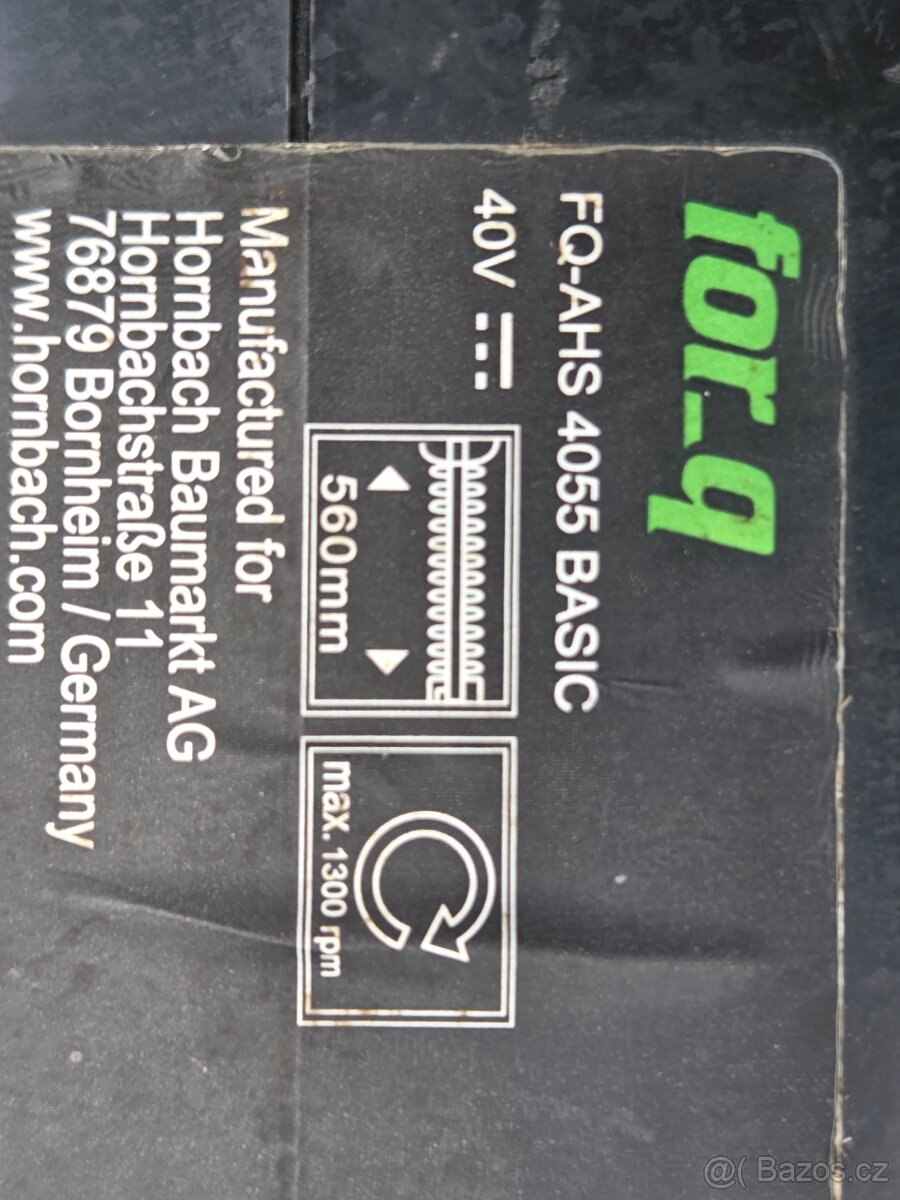 for_q
FQ-AHS 4055 BASIC
40V
560mm
max. 1300 rpm
Manufactured for
Hornbach Baumarkt AG
Hornbachstraße 11
76879 Bornheim / Germany
www.hornbach.com
@( Bazos.cz